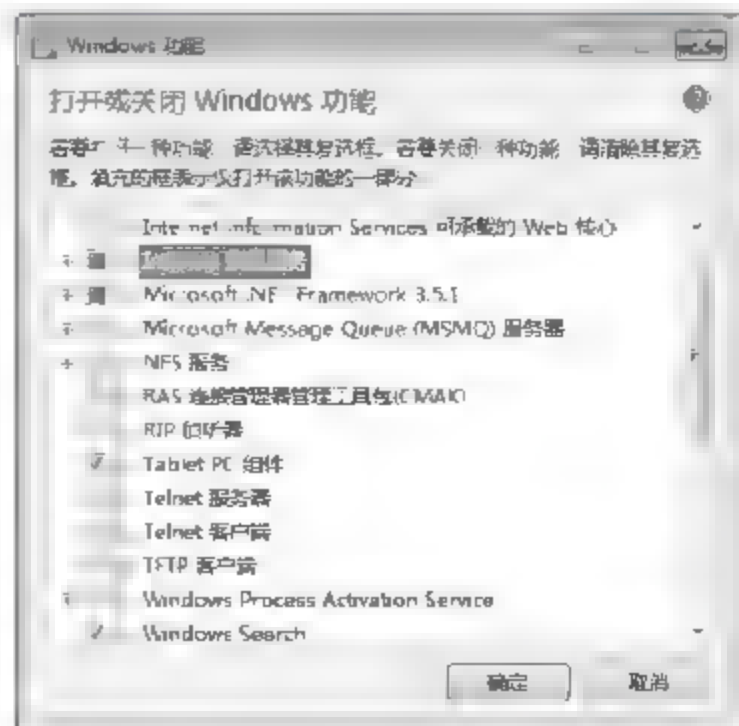 Windows 功能
打开或关闭 Windows 功能
若要打开一种功能，请选择其复选框。若要关闭一种功能，请清除其复选
框。填充的框表示仅打开该功能的一部分。
Internet Information Services 可承载的 Web 核心
Microsoft .NET Framework 3.5.1
Microsoft Message Queue (MSMQ) 服务器
NFS 服务
RAS 连接管理器管理工具包(CMAK)
RIP 侦听器
Tablet PC 组件
Telnet 服务器
Telnet 客户端
TFTP 客户端
Windows Process Activation Service
Windows Search
确定 取消